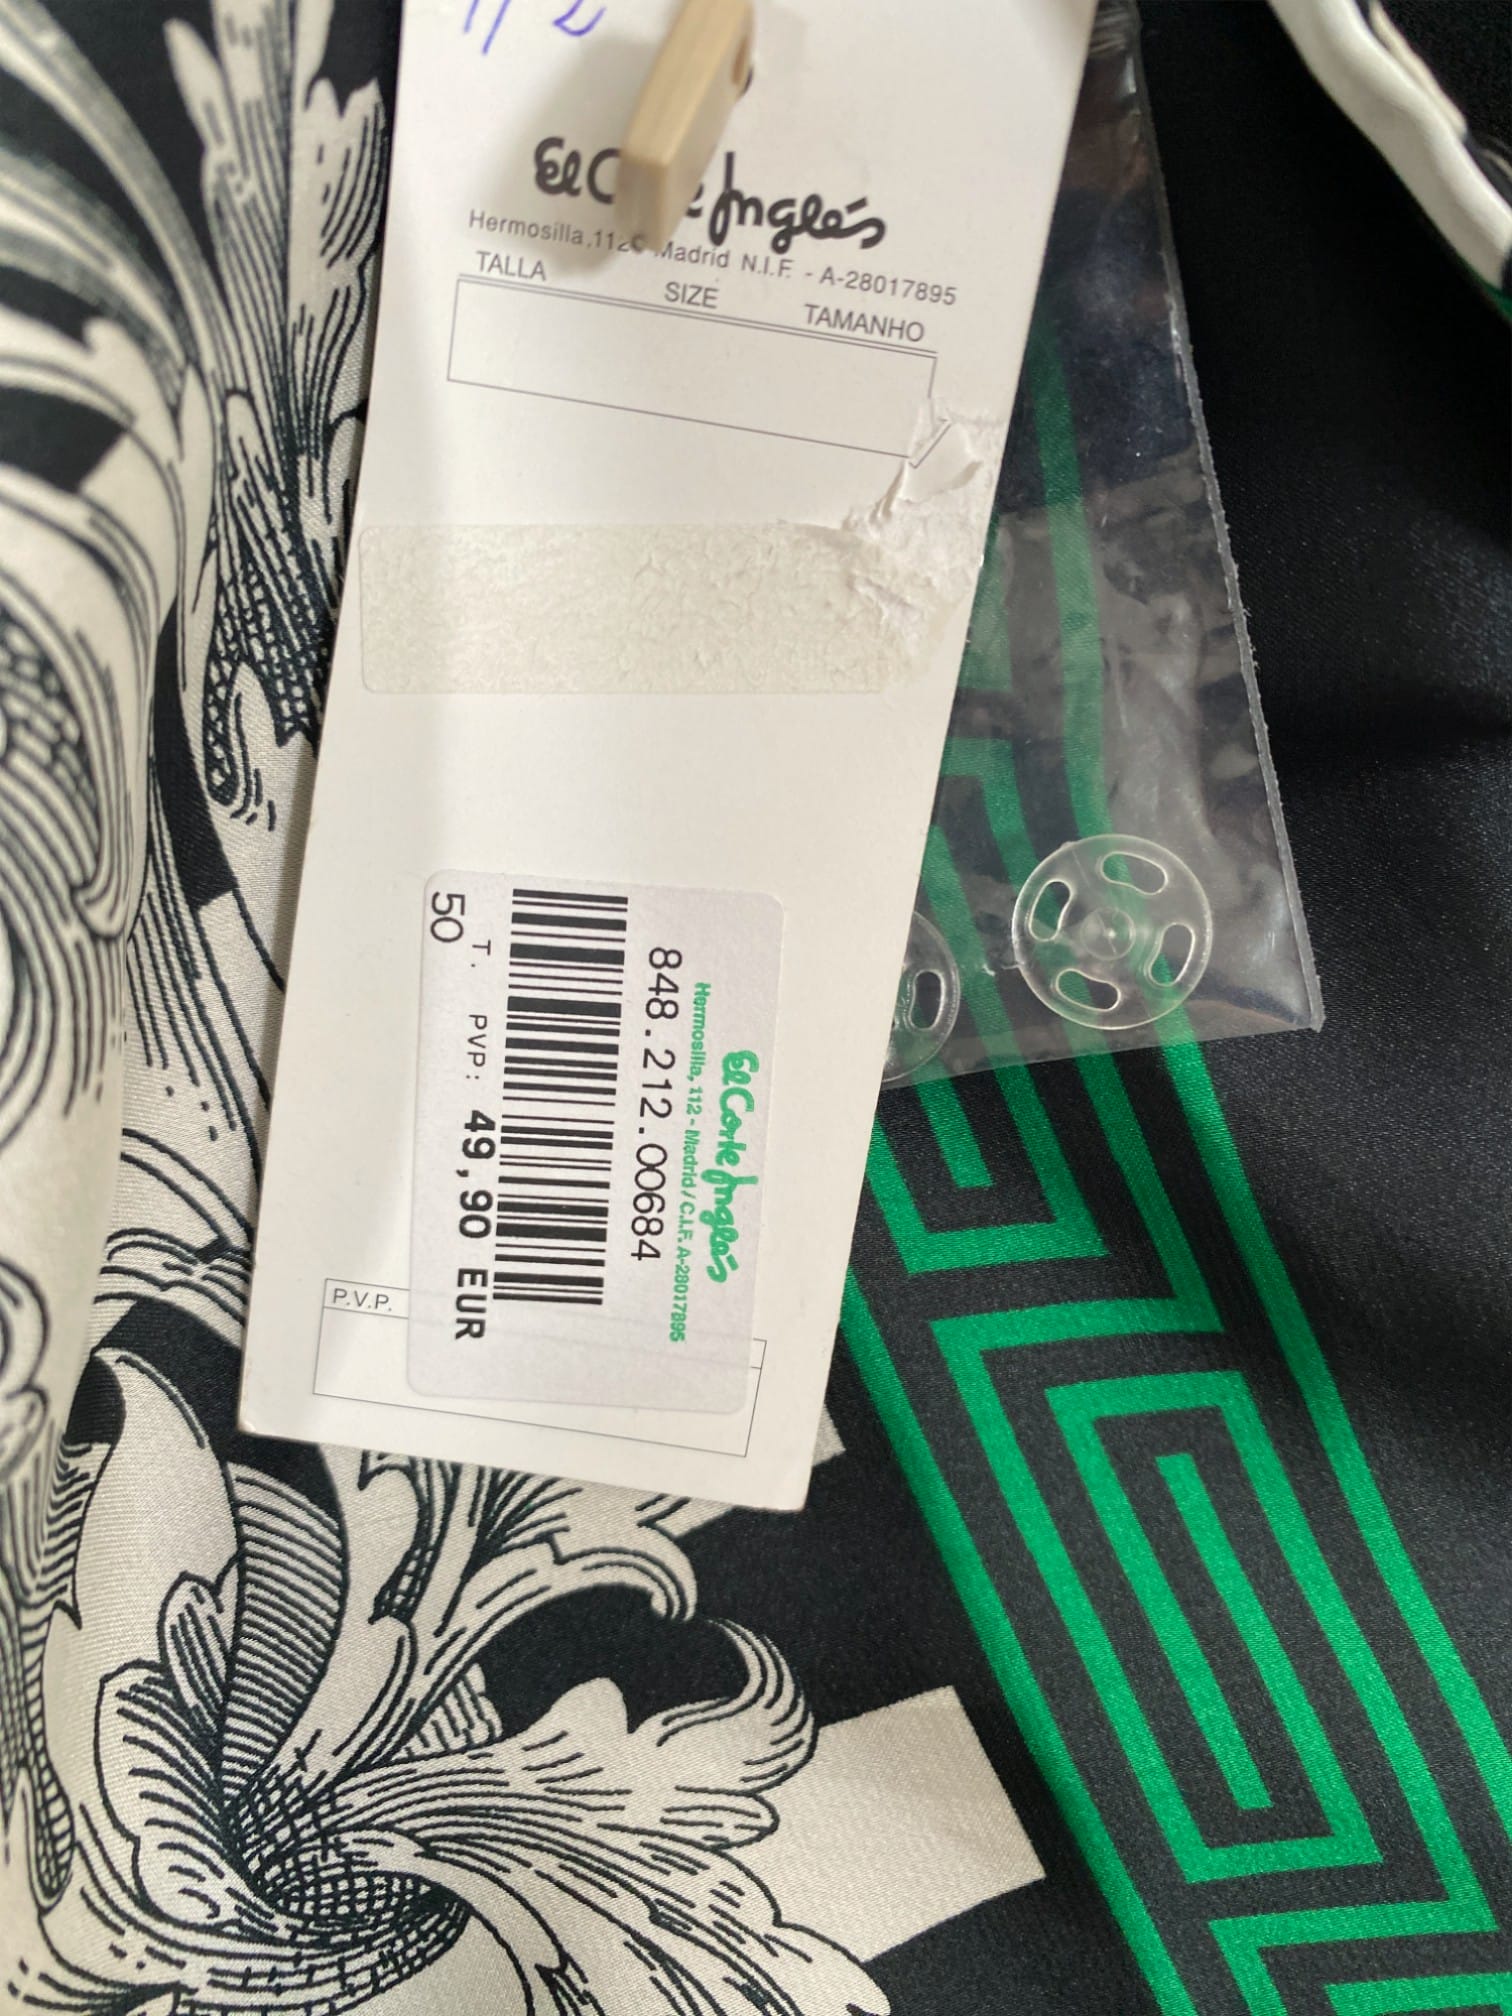 El C e Inglés
Hermosilla,112 Madrid N.I.F. - A-28017895
TALLA SIZE TAMANHO
El Corte Inglés
Hermosilla, 112 - Madrid / C.I.F. A-28017895
848.212.00684
T. PVP: 49,90 EUR
50
P.V.P.